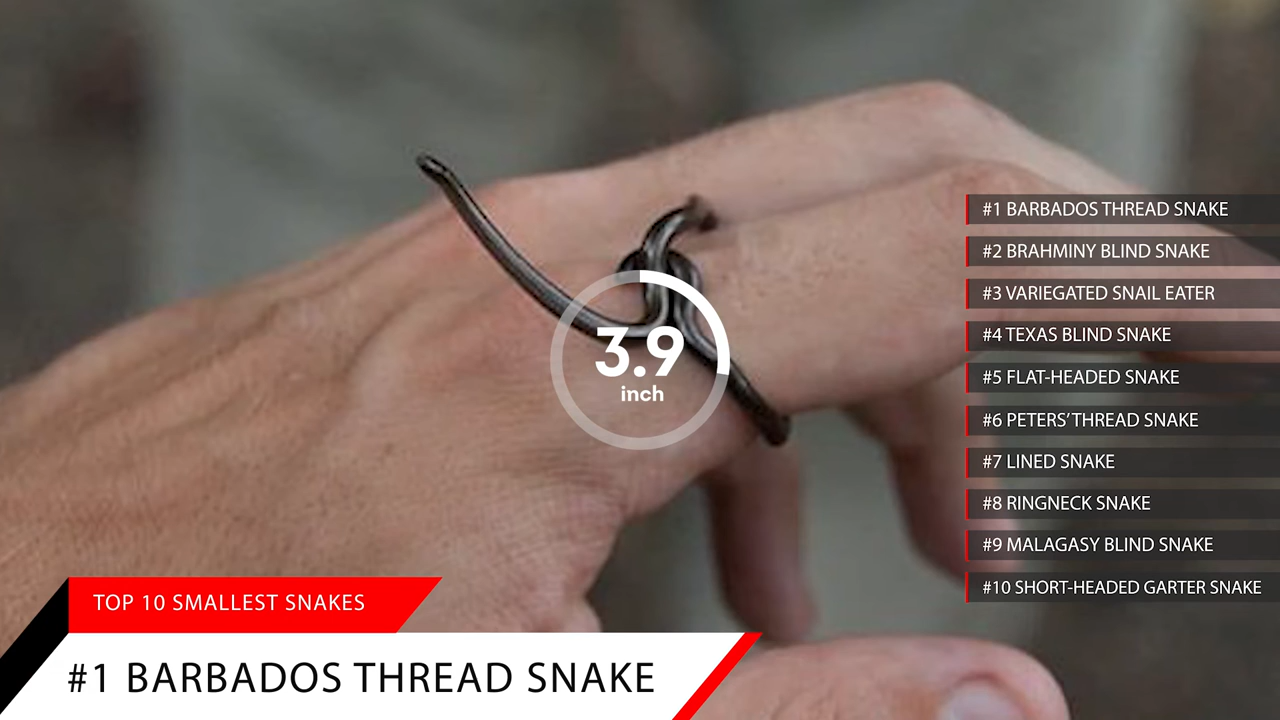 #1 BARBADOS THREAD SNAKE
#2 BRAHMINY BLIND SNAKE
#3 VARIEGATED SNAIL EATER
#4 TEXAS BLIND SNAKE
#5 FLAT-HEADED SNAKE
#6 PETERS’THREAD SNAKE
#7 LINED SNAKE
#8 RINGNECK SNAKE
#9 MALAGASY BLIND SNAKE
#10 SHORT-HEADED GARTER SNAKE
3.9
inch
TOP 10 SMALLEST SNAKES
#1 BARBADOS THREAD SNAKE